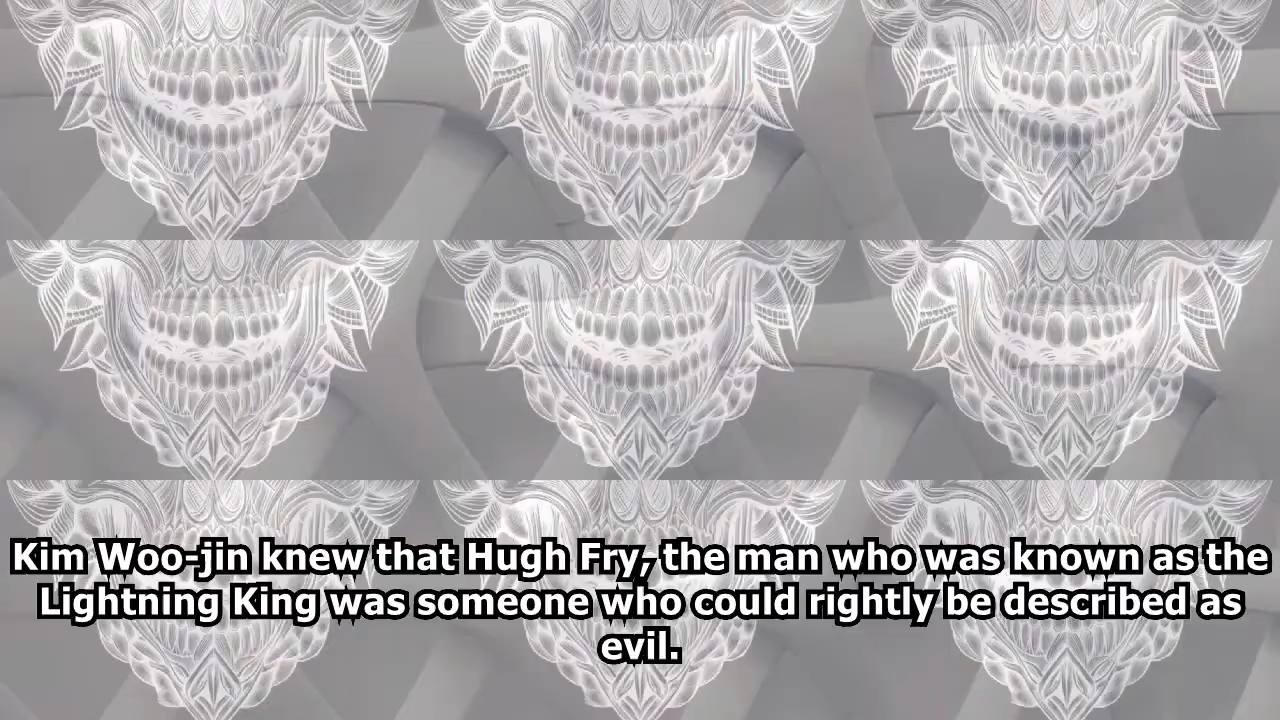 Kim Woo-jin knew that Hugh Fry, the man who was known as the
Lightning King was someone who could rightly be described as
evil.